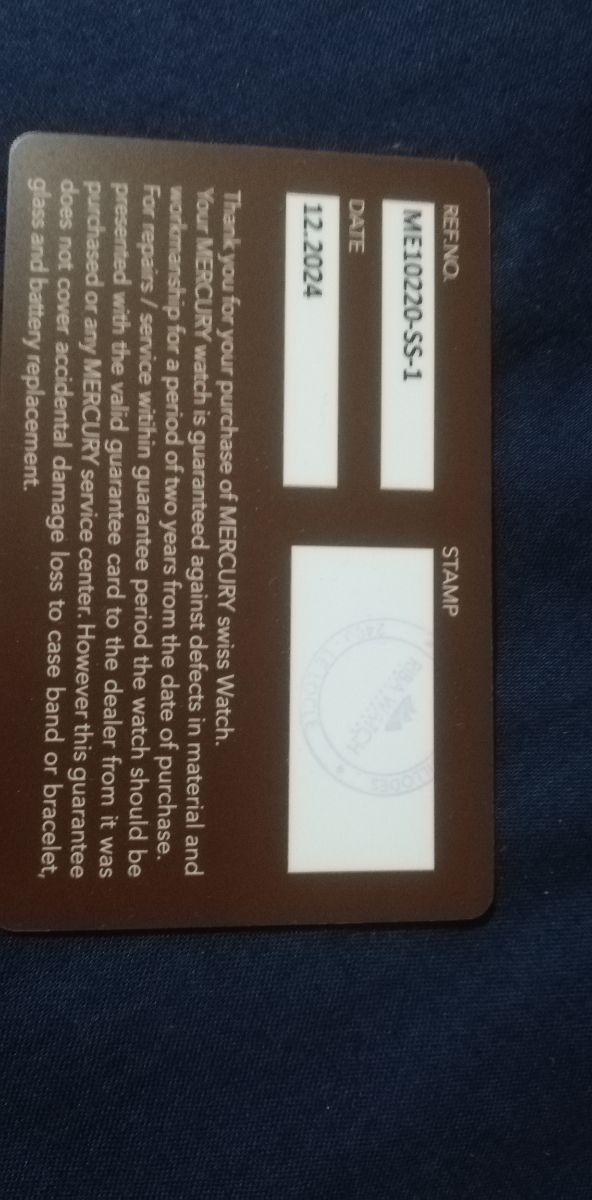 REF.NO.
ME10220-SS-1
DATE
12.2024
STAMP
2400 - LE LOCLE
Thank you for your purchase of MERCURY swiss Watch.
Your MERCURY watch is guaranteed against defects in material and
workmanship for a period of two years from the date of purchase.
For repairs / service within guarantee period the watch should be
presented with the valid guarantee card to the dealer from it was
purchased or any MERCURY service center. However this guarantee
does not cover accidental damage loss to case band or bracelet,
glass and battery replacement.